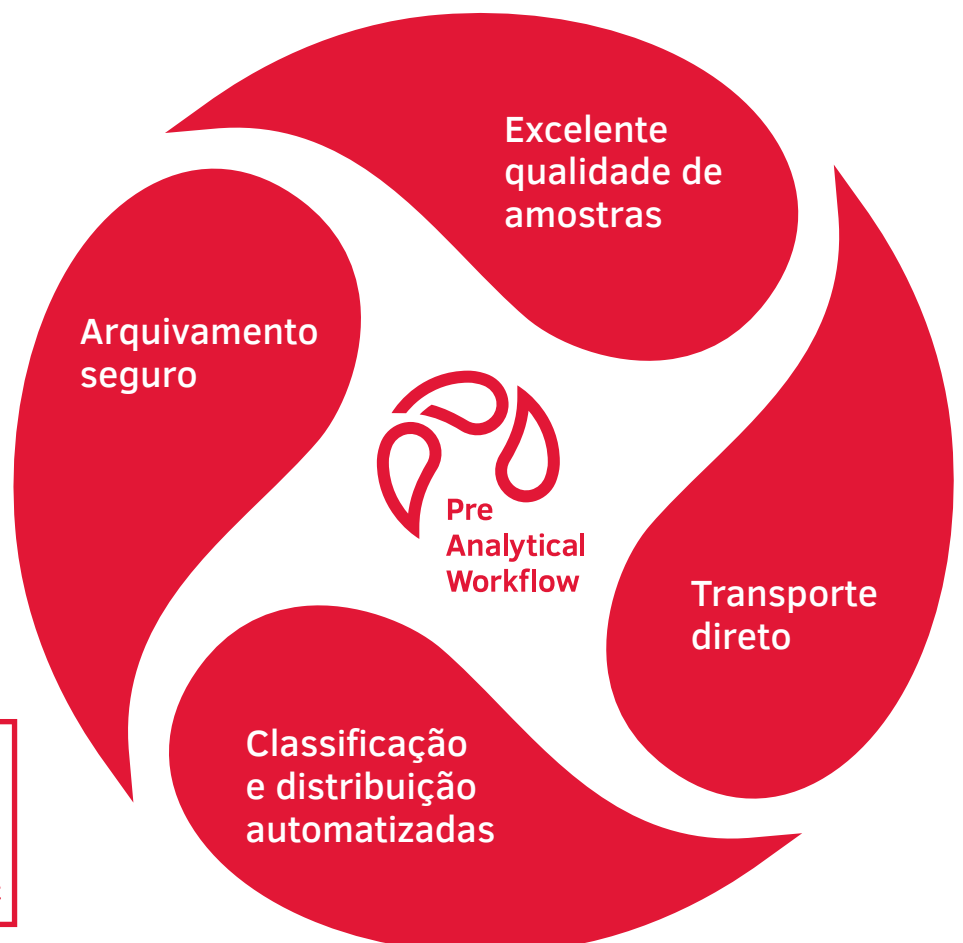 Excelente
qualidade de
amostras
Arquivamento
seguro
Pre
Analytical
Workflow
Transporte
direto
Classificação
e distribuição
automatizadas